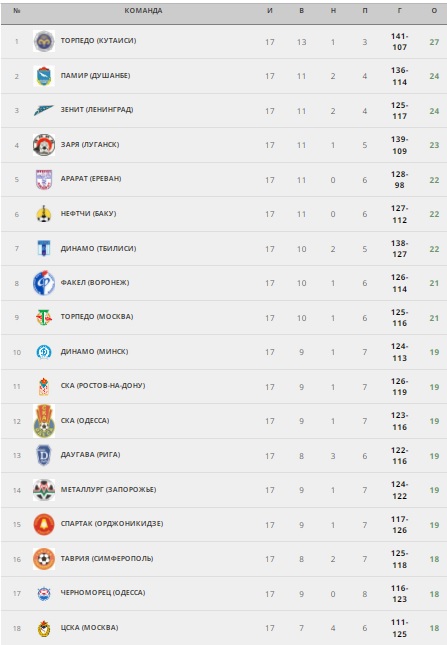 № КОМАНДА И В Н П Г О
1 ТОРПЕДО (КУТАИСИ) 17 13 1 3 141-107 27
2 ПАМИР (ДУШАНБЕ) 17 11 2 4 136-114 24
3 ЗЕНИТ (ЛЕНИНГРАД) 17 11 2 4 125-117 24
4 ЗАРЯ (ЛУГАНСК) 17 11 1 5 139-109 23
5 АРАРАТ (ЕРЕВАН) 17 11 0 6 128-98 22
6 НЕФТЧИ (БАКУ) 17 11 0 6 127-112 22
7 ДИНАМО (ТБИЛИСИ) 17 10 2 5 138-127 22
8 ФАКЕЛ (ВОРОНЕЖ) 17 10 1 6 126-114 21
9 ТОРПЕДО (МОСКВА) 17 10 1 6 125-116 21
10 ДИНАМО (МИНСК) 17 9 1 7 124-113 19
11 СКА (РОСТОВ-НА-ДОНУ) 17 9 1 7 126-119 19
12 СКА (ОДЕССА) 17 9 1 7 123-116 19
13 ДАУГАВА (РИГА) 17 8 3 6 122-116 19
14 МЕТАЛЛУРГ (ЗАПОРОЖЬЕ) 17 9 1 7 124-122 19
15 СПАРТАК (ОРДЖОНИКИДЗЕ) 17 9 1 7 117-126 19
16 ТАВРИЯ (СИМФЕРОПОЛЬ) 17 8 2 7 125-118 18
17 ЧЕРНОМОРЕЦ (ОДЕССА) 17 9 0 8 116-123 18
18 ЦСКА (МОСКВА) 17 7 4 6 111-125 18